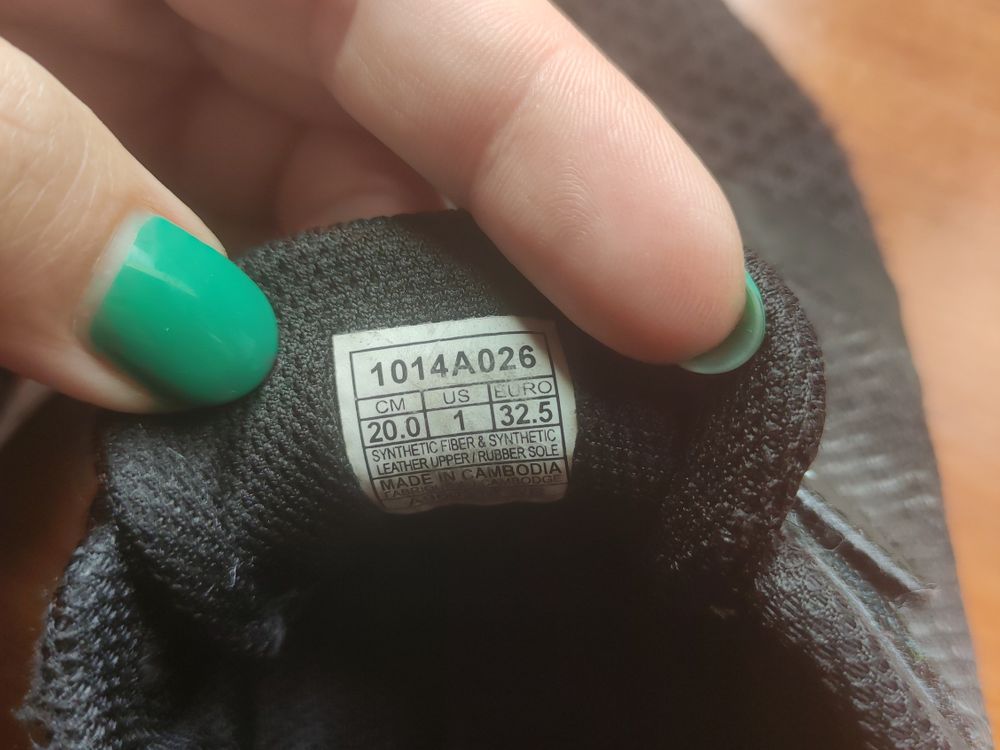 1014A026
CM US EURO
20.0 1 32.5
SYNTHETIC FIBER & SYNTHETIC
LEATHER UPPER / RUBBER SOLE
MADE IN CAMBODIA
CAMBODGE